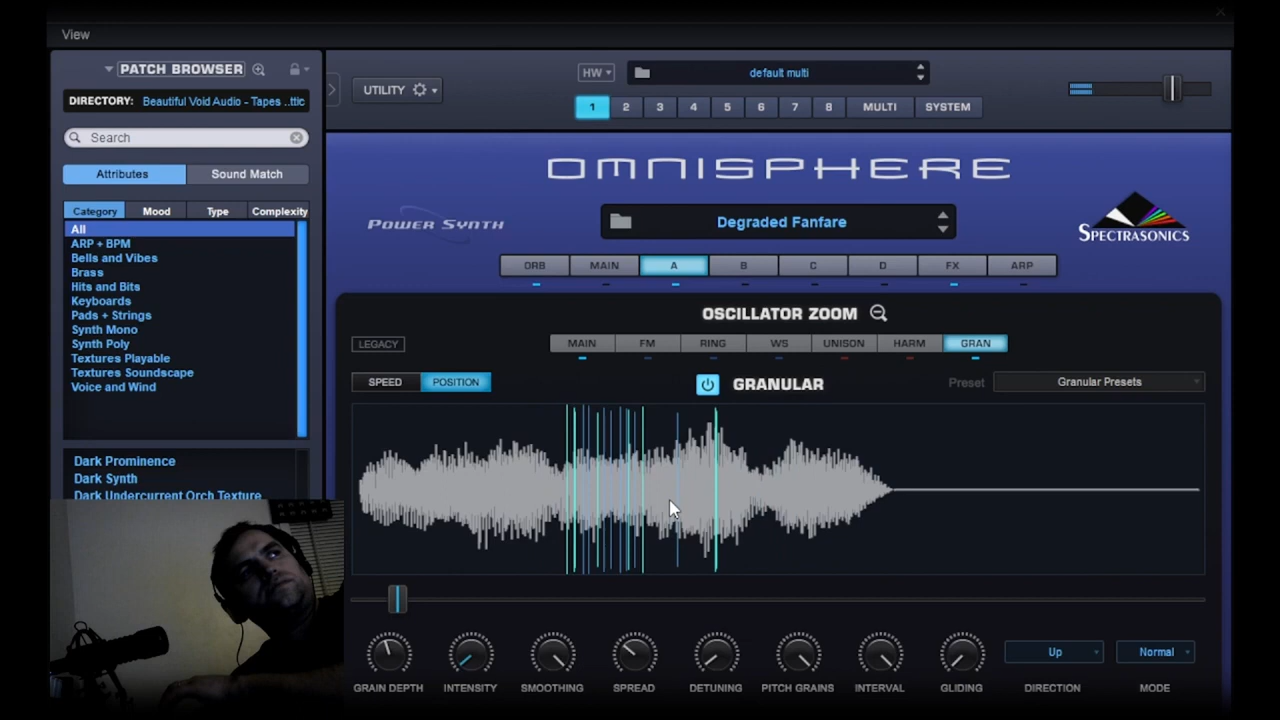 View
PATCH BROWSER
DIRECTORY: Beautiful Void Audio - Tapes ..ttic
Search
Attributes Sound Match
Category Mood Type Complexity
All
ARP + BPM
Bells and Vibes
Brass
Hits and Bits
Keyboards
Pads + Strings
Synth Mono
Synth Poly
Textures Playable
Textures Soundscape
Voice and Wind
Dark Prominence
Dark Synth
Dark Undercurrent Orch Texture
UTILITY
HW default multi
1 2 3 4 5 6 7 8 MULTI SYSTEM
OMNISPHERE
POWER SYNTH
Degraded Fanfare
SPECTRASONICS
ORB MAIN A B C D FX ARP
OSCILLATOR ZOOM
LEGACY
MAIN FM RING WS UNISON HARM GRAN
SPEED POSITION
GRANULAR
Preset Granular Presets
Up Normal
GRAIN DEPTH INTENSITY SMOOTHING SPREAD DETUNING PITCH GRAINS INTERVAL GLIDING DIRECTION MODE